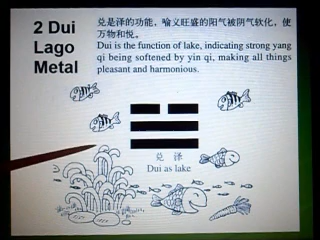 2 Dui
Lago
Metal
兑是泽的功能，喻义旺盛的阳气被阴气软化，使
万物和悦。
Dui is the function of lake, indicating strong yang
qi being softened by yin qi, making all things
pleasant and harmonious.
兑 泽
Dui as lake